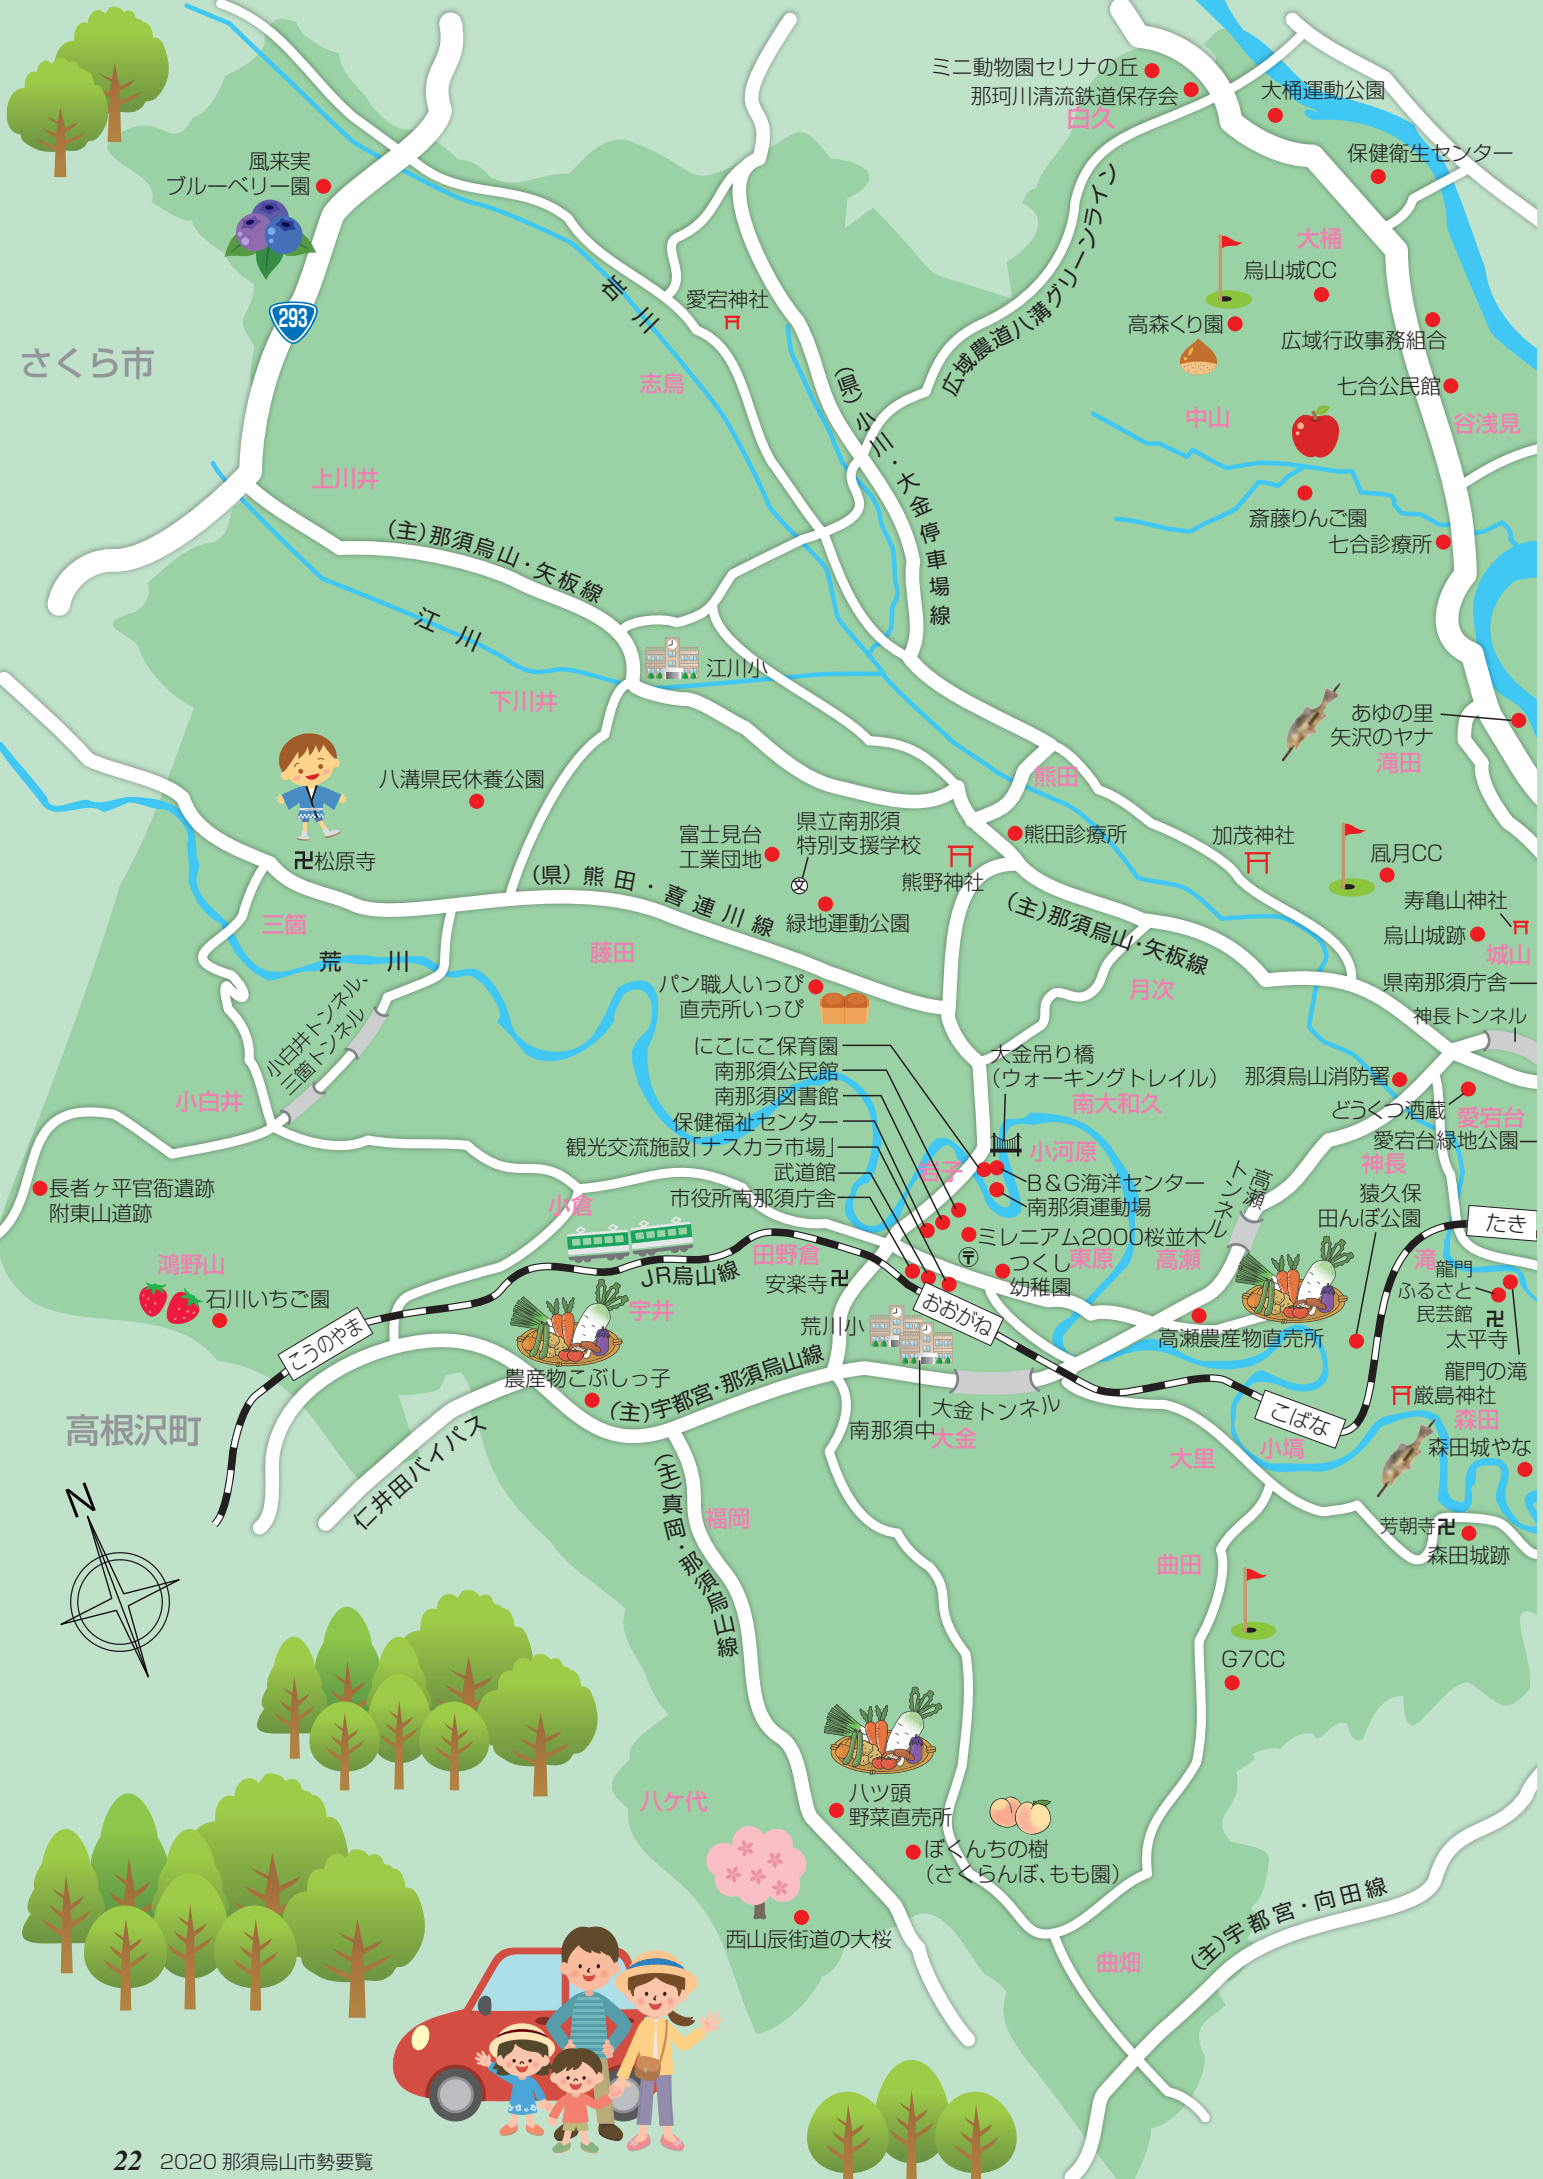 ミニ動物園セリナの丘
那珂川清流鉄道保存会
白久
大桶運動公園
保健衛生センター
風来実
ブルーベリー園
293
さくら市
岩川
愛宕神社
志鳥
広域農道八溝グリーンライン
大桶
烏山城CC
高森くり園
広域行政事務組合
七合公民館
中山
谷浅見
(県)小川・大金停車場線
上川井
(主)那須烏山・矢板線
斎藤りんご園
七合診療所
江川
江川小
下川井
あゆの里
矢沢のヤナ
滝田
八溝県民休養公園
熊田
卍松原寺
富士見台
工業団地
県立南那須
特別支援学校
文
熊野神社
熊田診療所
加茂神社
凮月CC
(県)熊田・喜連川線
緑地運動公園
(主)那須烏山・矢板線
寿亀山神社
烏山城跡
城山
三箇
荒川
藤田
月次
県南那須庁舎
神長トンネル
パン職人いっぴ
直売所いっぴ
小白井トンネル、
三箇トンネル
小白井
にこにこ保育園
南那須公民館
南那須図書館
保健福祉センター
観光交流施設「ナスカラ市場」
武道館
市役所南那須庁舎
大金吊り橋
(ウォーキングトレイル)
南大和久
那須烏山消防署
どうくつ酒蔵
愛宕台
愛宕台緑地公園
岩子
小河原
神長
B&G海洋センター
南那須運動場
ミレニアム2000桜並木
高瀬
トンネル
猿久保
田んぼ公園
たき
長者ヶ平官衙遺跡
附東山道跡
小倉
鴻野山
石川いちご園
こうのやま
JR烏山線
田野倉
安楽寺卍
〒
つくし
幼稚園
東原
高瀬
滝
龍門
ふるさと
民芸館
卍
太平寺
宇井
おおがね
荒川小
高瀬農産物直売所
龍門の滝
農産物こぶしっ子
(主)宇都宮・那須烏山線
南那須中
大金トンネル
大金
厳島神社
森田
こばな
小塙
大里
森田城やな
高根沢町
仁井田バイパス
N
(主)真岡・那須烏山線
福岡
芳朝寺卍
森田城跡
曲田
G7CC
八ケ代
八ツ頭
野菜直売所
ぼくんちの樹
(さくらんぼ、もも園)
西山辰街道の大桜
曲畑
(主)宇都宮・向田線
22 2020 那須烏山市勢要覧